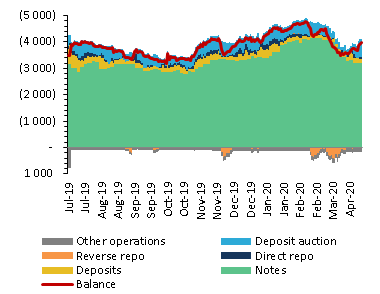 (5 000)
(4 000)
(3 000)
(2 000)
(1 000)
-
1 000
Jul-19
Jul-19
Aug-19
Aug-19
Sep-19
Sep-19
Oct-19
Oct-19
Nov-19
Nov-19
Dec-19
Dec-19
Jan-20
Jan-20
Feb-20
Feb-20
Mar-20
Apr-20
Other operations
Deposit auction
Reverse repo
Direct repo
Deposits
Notes
Balance